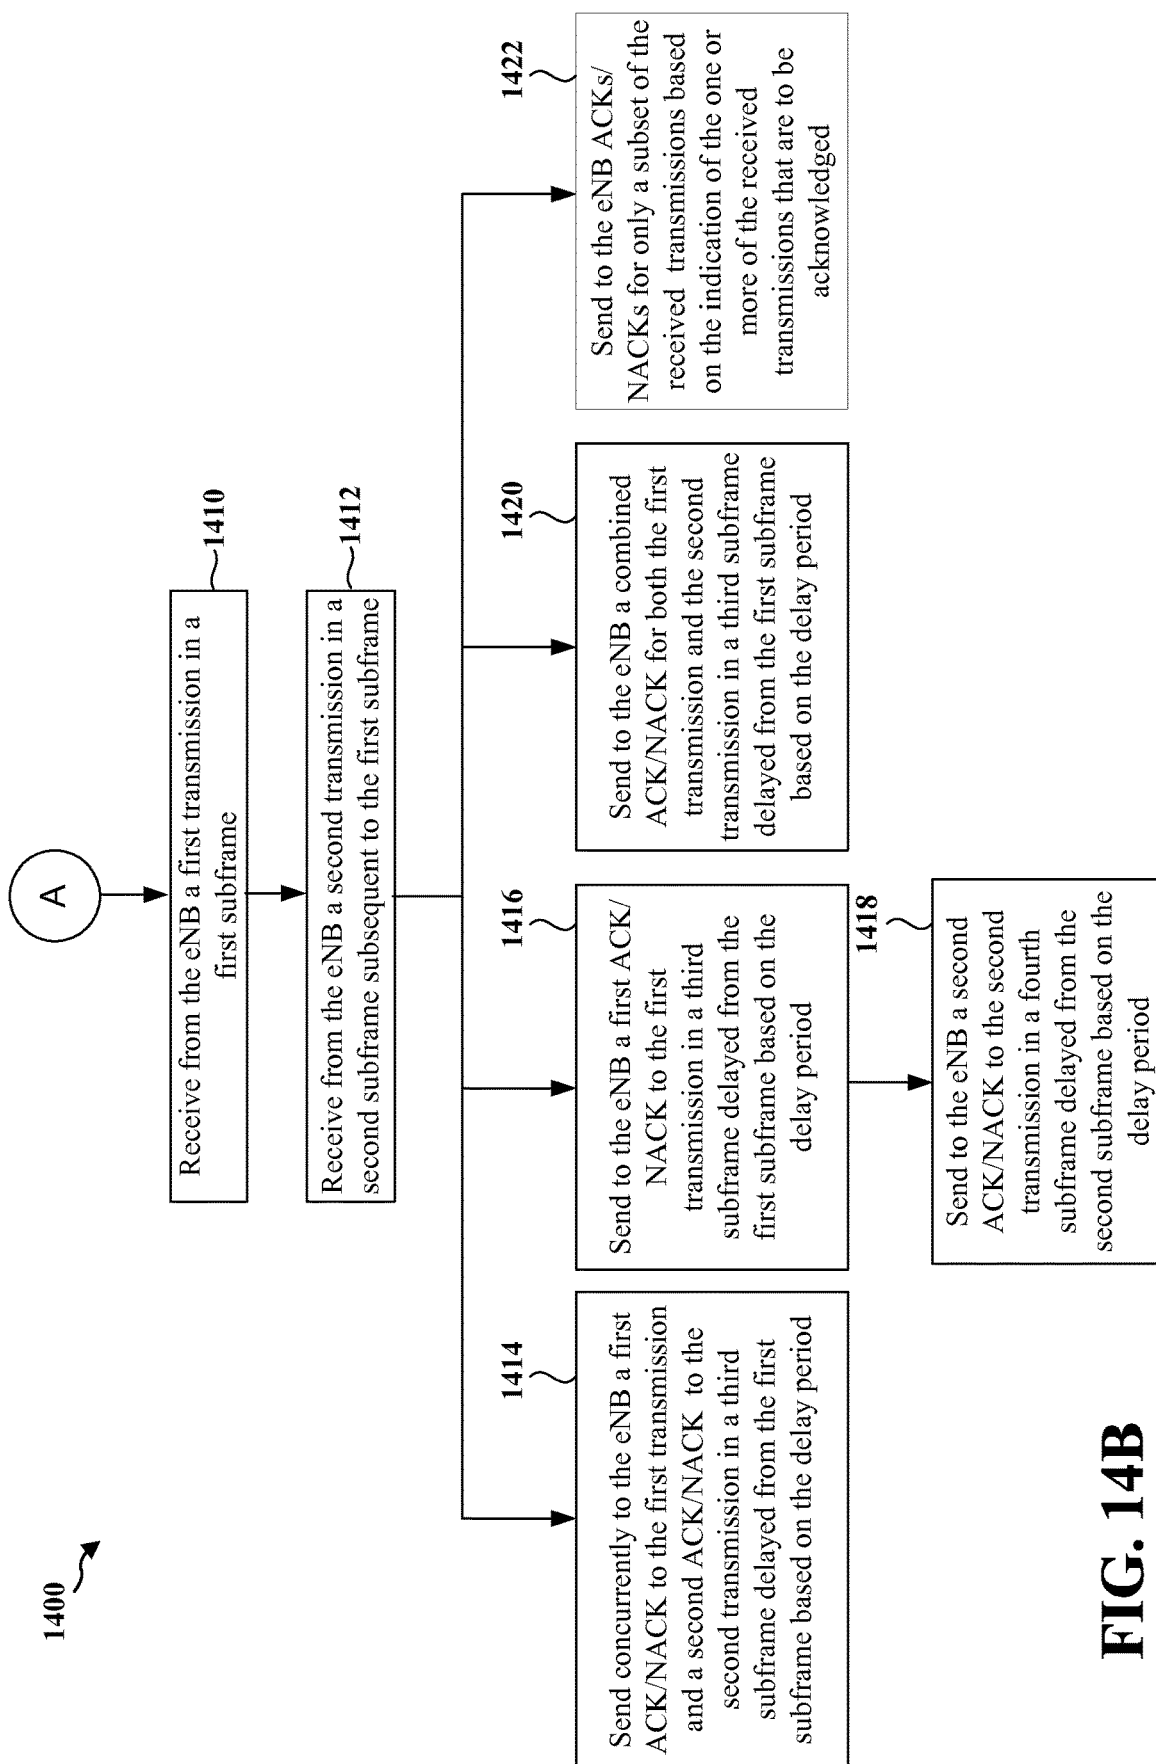 1400
A
1410
Receive from the eNB a first transmission in a
first subframe
1412
Receive from the eNB a second transmission in a
second subframe subsequent to the first subframe
1414
Send concurrently to the eNB a first
ACK/NACK to the first transmission
and a second ACK/NACK to the
second transmission in a third
subframe delayed from the first
subframe based on the delay period
1416
Send to the eNB a first ACK/
NACK to the first
transmission in a third
subframe delayed from the
first subframe based on the
delay period
1418
Send to the eNB a second
ACK/NACK to the second
transmission in a fourth
subframe delayed from the
second subframe based on the
delay period
1420
Send to the eNB a combined
ACK/NACK for both the first
transmission and the second
transmission in a third subframe
delayed from the first subframe
based on the delay period
1422
Send to the eNB ACKs/
NACKs for only a subset of the
received transmissions based
on the indication of the one or
more of the received
transmissions that are to be
acknowledged
FIG. 14B